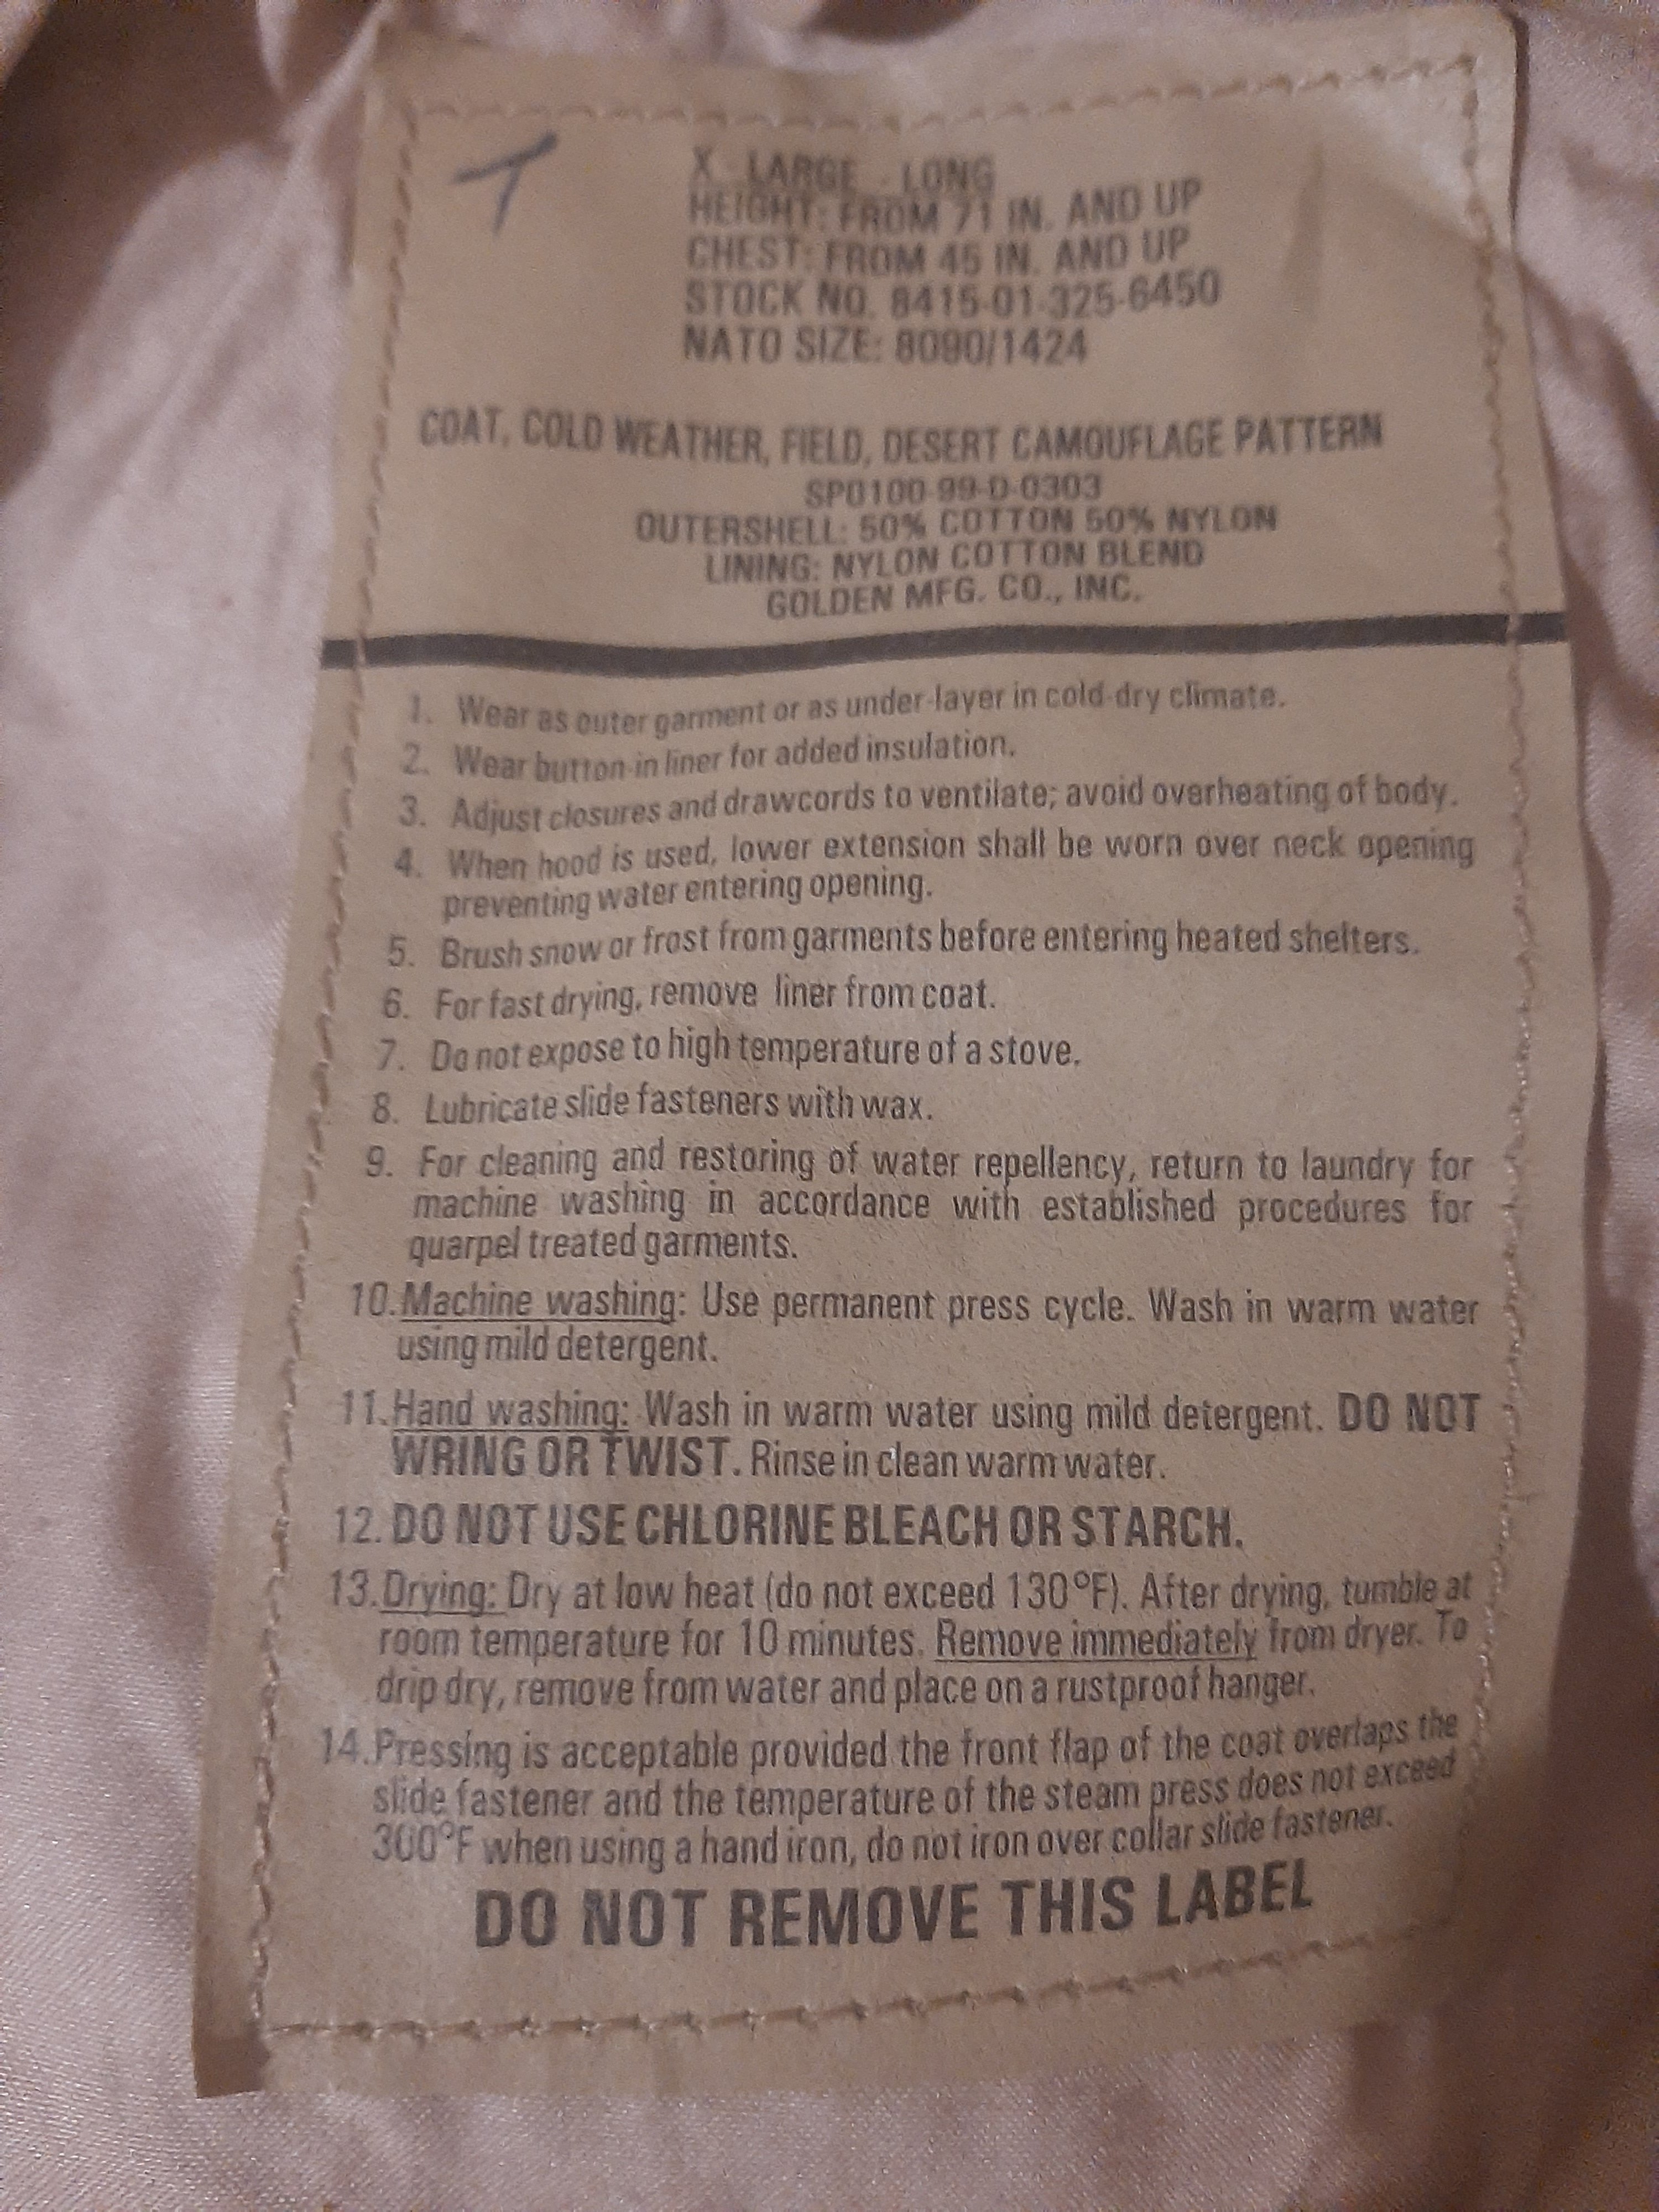 T
X - LARGE - LONG
HEIGHT: FROM 71 IN. AND UP
CHEST: FROM 45 IN. AND UP
STOCK NO. 8415-01-325-6450
NATO SIZE: 8090/1424
COAT, COLD WEATHER, FIELD, DESERT CAMOUFLAGE PATTERN
SP0100-99-D-0303
OUTERSHELL: 50% COTTON 50% NYLON
LINING: NYLON COTTON BLEND
GOLDEN MFG. CO., INC.
1. Wear as outer garment or as under-layer in cold-dry climate.
2. Wear button-in liner for added insulation.
3. Adjust closures and drawcords to ventilate; avoid overheating of body.
4. When hood is used, lower extension shall be worn over neck opening
preventing water entering opening.
5. Brush snow or frost from garments before entering heated shelters.
6. For fast drying, remove liner from coat.
7. Do not expose to high temperature of a stove.
8. Lubricate slide fasteners with wax.
9. For cleaning and restoring of water repellency, return to laundry for
machine washing in accordance with established procedures for
quarpel treated garments.
10. Machine washing: Use permanent press cycle. Wash in warm water
using mild detergent.
11. Hand washing: Wash in warm water using mild detergent. DO NOT
WRING OR TWIST. Rinse in clean warm water.
12. DO NOT USE CHLORINE BLEACH OR STARCH.
13. Drying: Dry at low heat (do not exceed 130°F). After drying, tumble at
room temperature for 10 minutes. Remove immediately from dryer. To
drip dry, remove from water and place on a rustproof hanger.
14. Pressing is acceptable provided the front flap of the coat overlaps the
slide fastener and the temperature of the steam press does not exceed
300°F when using a hand iron, do not iron over collar slide fastener.
DO NOT REMOVE THIS LABEL